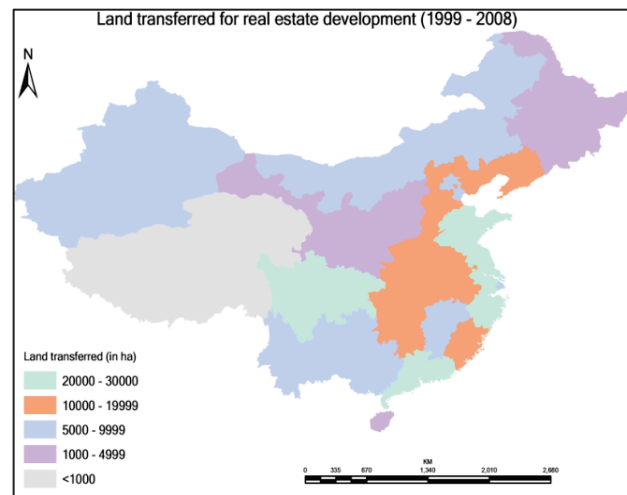 Land transferred for real estate development (1999 - 2008)
N
Land transferred (in ha)
20000 - 30000
10000 - 19999
5000 - 9999
1000 - 4999
<1000
KM
0 335 670 1,340 2,010 2,680